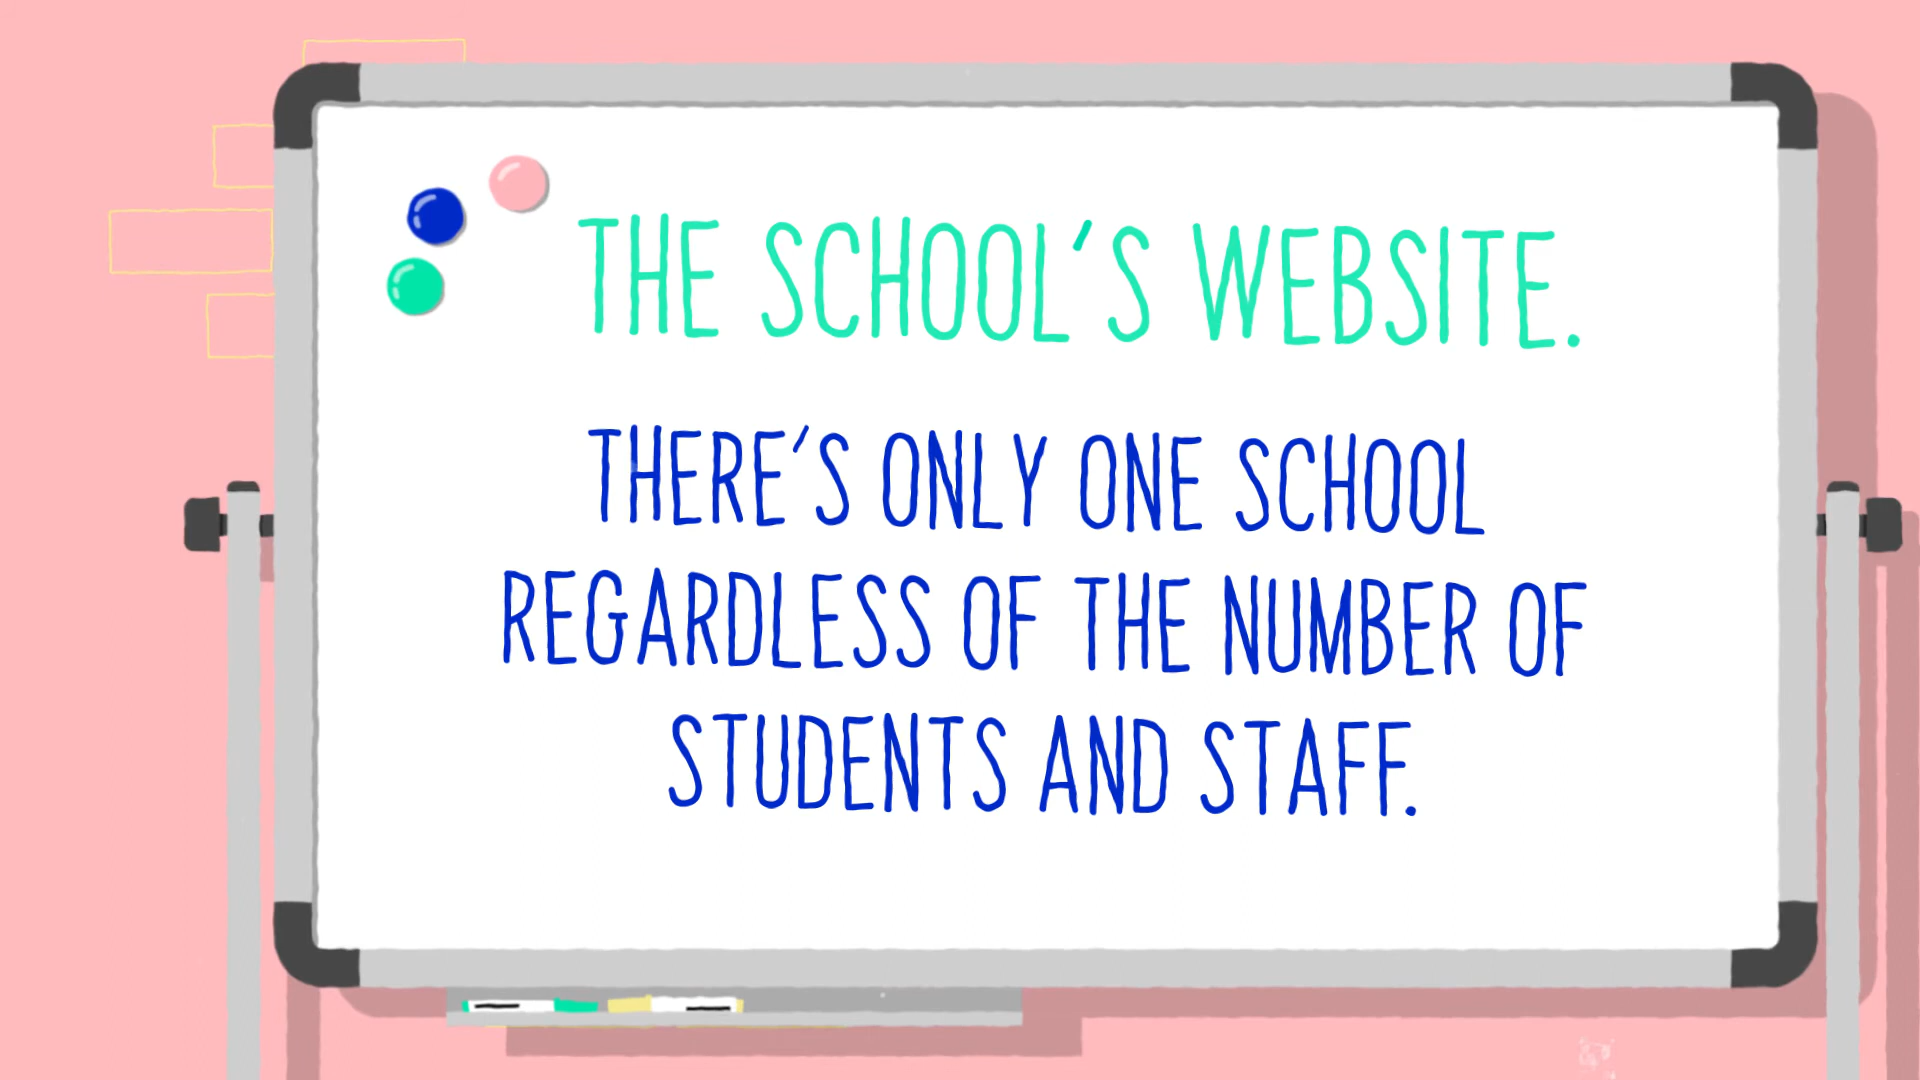 THE SCHOOL'S WEBSITE.
THERE'S ONLY ONE SCHOOL
REGARDLESS OF THE NUMBER OF
STUDENTS AND STAFF.